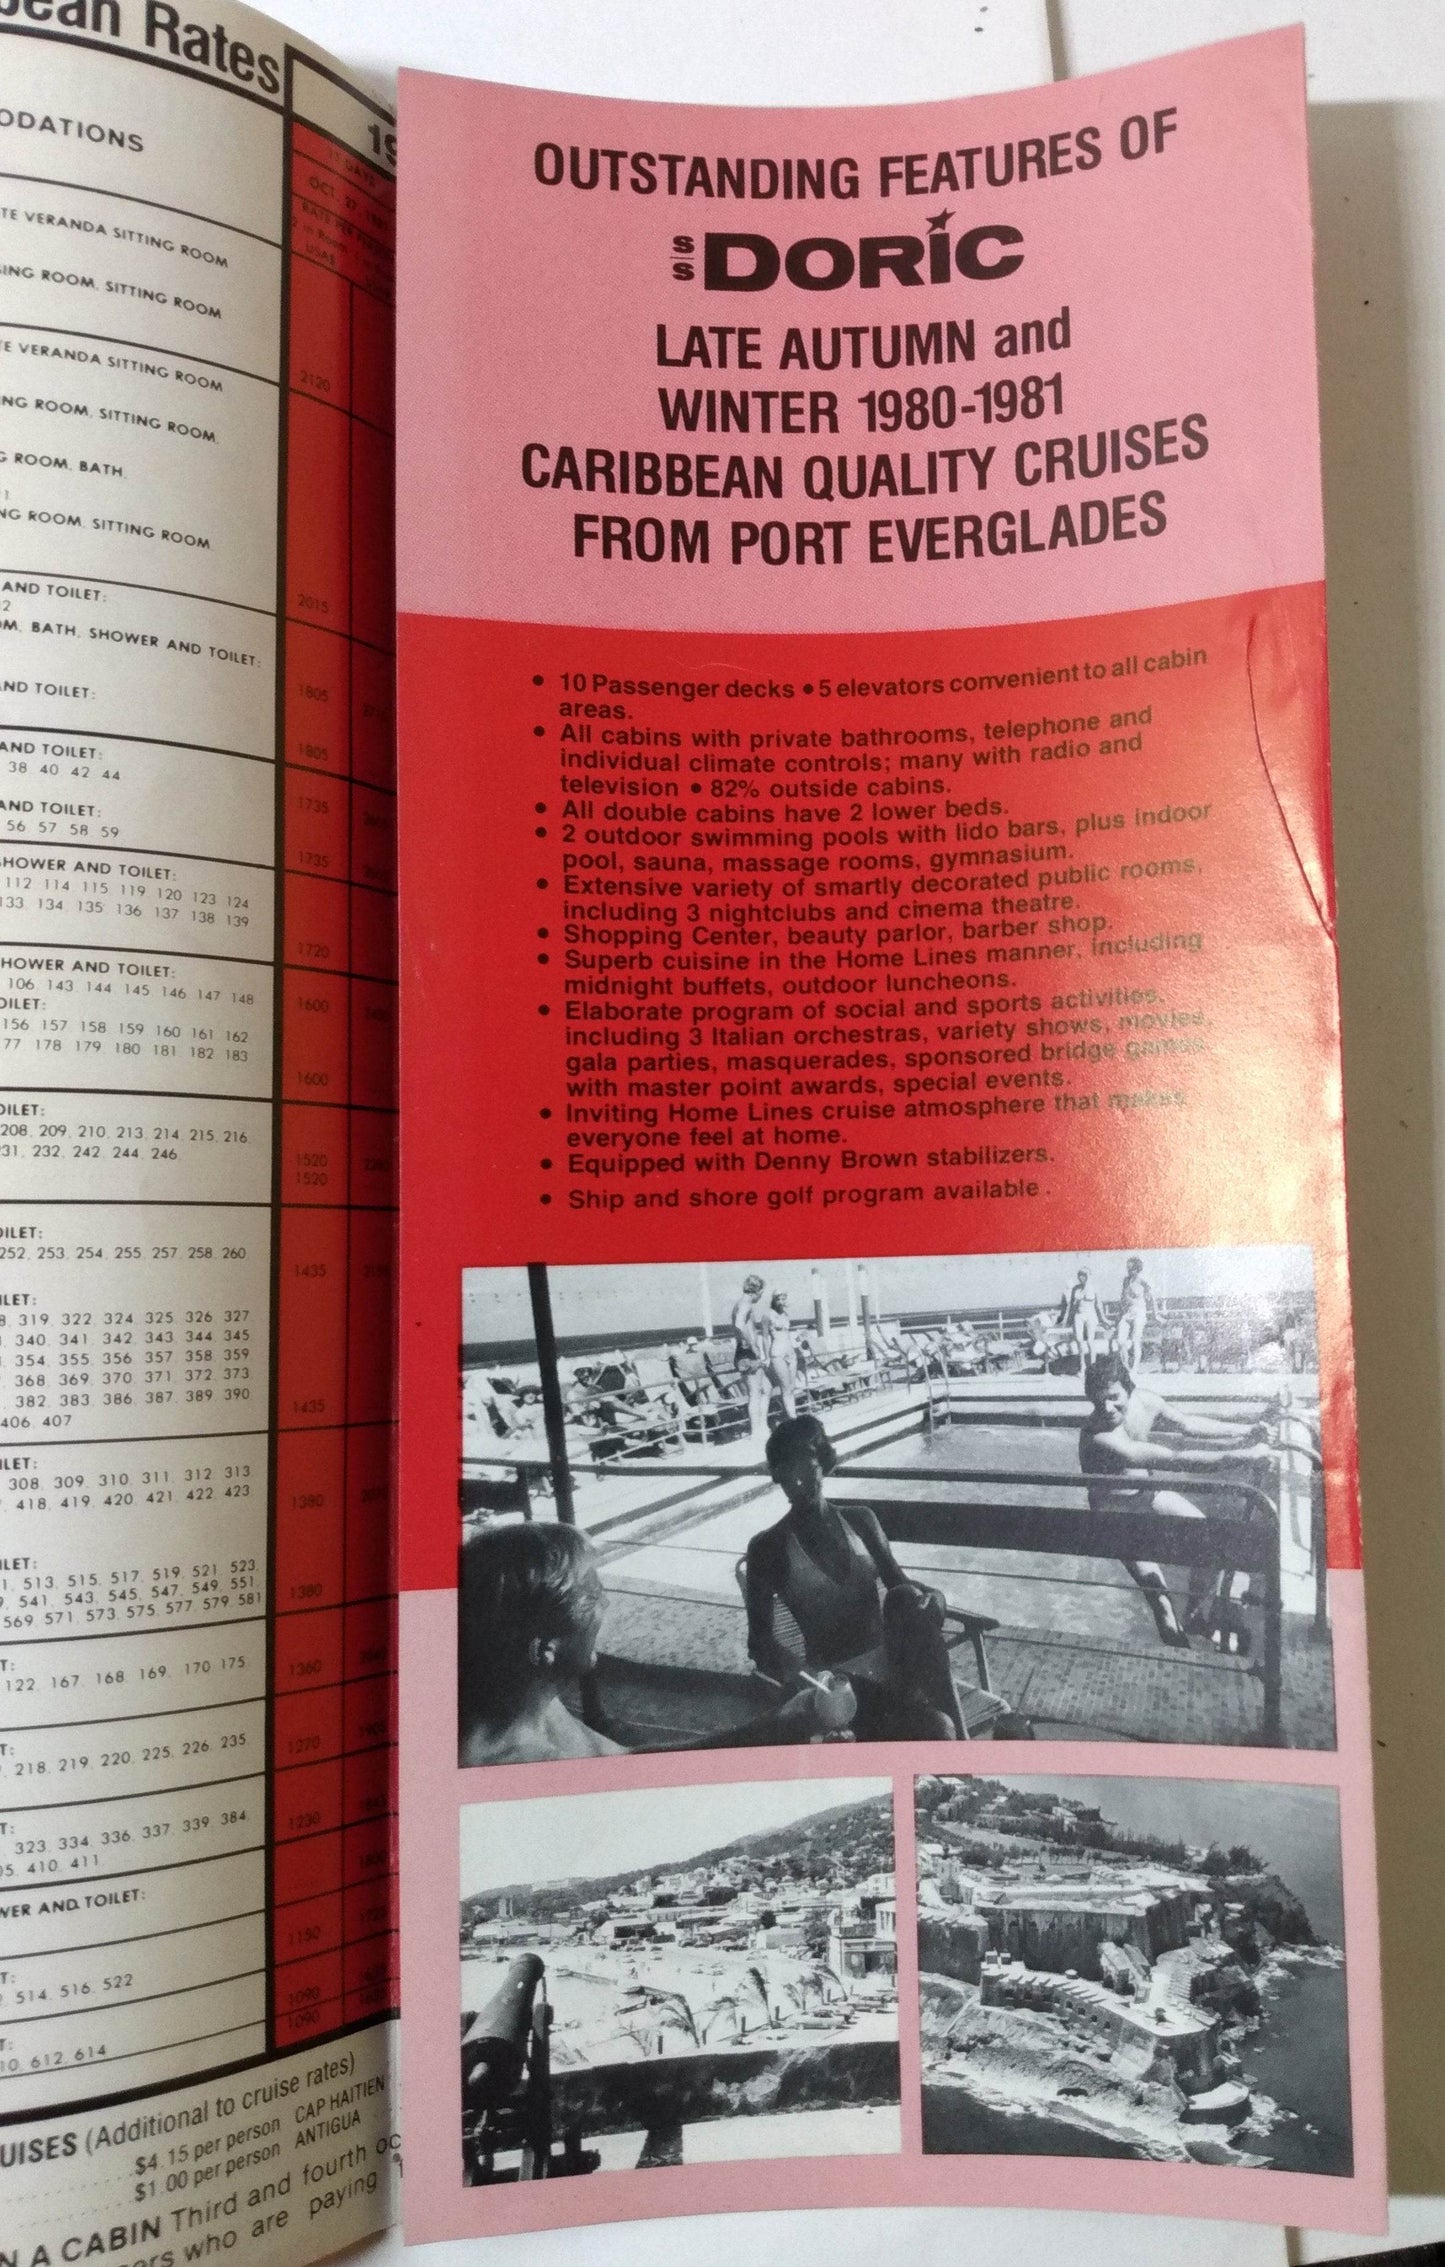 bean Rates
ODATIONS
TE VERANDA SITTING ROOM
ING ROOM, SITTING ROOM
E VERANDA SITTING ROOM
NG ROOM, SITTING ROOM,
G ROOM, BATH,
1
NG ROOM, SITTING ROOM
AND TOILET:
2
M, BATH, SHOWER AND TOILET:
ND TOILET:
AND TOILET:
38 40 42 44
AND TOILET:
56 57 58 59
SHOWER AND TOILET:
112 114 115 119 120 123 124
133 134 135 136 137 138 139
HOWER AND TOILET:
106 143 144 145 146 147 148
OILET:
156 157 158 159 160 161 162
77 178 179 180 181 182 183
OILET:
208, 209, 210, 213, 214, 215, 216,
31, 232, 242, 244, 246
OILET:
252, 253, 254, 255, 257, 258, 260
ILET:
8, 319, 322, 324, 325, 326, 327
340, 341, 342, 343, 344, 345
354, 355, 356, 357, 358, 359
368, 369, 370, 371, 372, 373
382, 383, 386, 387, 389, 390
406, 407
ILET:
308, 309, 310, 311, 312, 313
418, 419, 420, 421, 422, 423
ILET:
1, 513, 515, 517, 519, 521, 523,
541, 543, 545, 547, 549, 551,
569, 571, 573, 575, 577, 579, 581
T:
122, 167, 168, 169, 170 175
T:
218, 219, 220, 225, 226, 235,
T:
323, 334, 336, 337, 339, 384,
05, 410, 411
WER AND TOILET:
T:
514, 516, 522
T:
10, 612, 614
19
OCT. 27, 1981
2120
2015
1805
1805
1735
1735
1720
1600
1600
1520
1520
1435
1435
1380
1380
1360
1270
1230
1150
1090
1090
UISES (Additional to cruise rates)
$4.15 per person CAP HAITIEN
$1.00 per person ANTIGUA
N A CABIN Third and fourth oc
ers who are paying
OUTSTANDING FEATURES OF
S/S DORIC
LATE AUTUMN and
WINTER 1980-1981
CARIBBEAN QUALITY CRUISES
FROM PORT EVERGLADES
• 10 Passenger decks • 5 elevators convenient to all cabin
areas.
• All cabins with private bathrooms, telephone and
individual climate controls; many with radio and
television • 82% outside cabins.
• All double cabins have 2 lower beds.
• 2 outdoor swimming pools with lido bars, plus indoor
pool, sauna, massage rooms, gymnasium.
• Extensive variety of smartly decorated public rooms,
including 3 nightclubs and cinema theatre.
• Shopping Center, beauty parlor, barber shop.
• Superb cuisine in the Home Lines manner, including
midnight buffets, outdoor luncheons.
• Elaborate program of social and sports activities,
including 3 Italian orchestras, variety shows, movies,
gala parties, masquerades, sponsored bridge games
with master point awards, special events.
• Inviting Home Lines cruise atmosphere that makes
everyone feel at home.
• Equipped with Denny Brown stabilizers.
• Ship and shore golf program available.